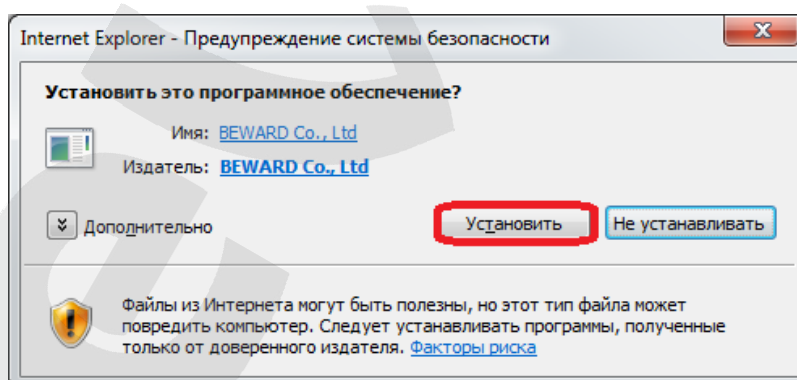 Internet Explorer - Предупреждение системы безопасности
Установить это программное обеспечение?
Имя: BEWARD Co., Ltd
Издатель: BEWARD Co., Ltd
Дополнительно Установить Не устанавливать
Файлы из Интернета могут быть полезны, но этот тип файла может
повредить компьютер. Следует устанавливать программы, полученные
только от доверенного издателя. Факторы риска